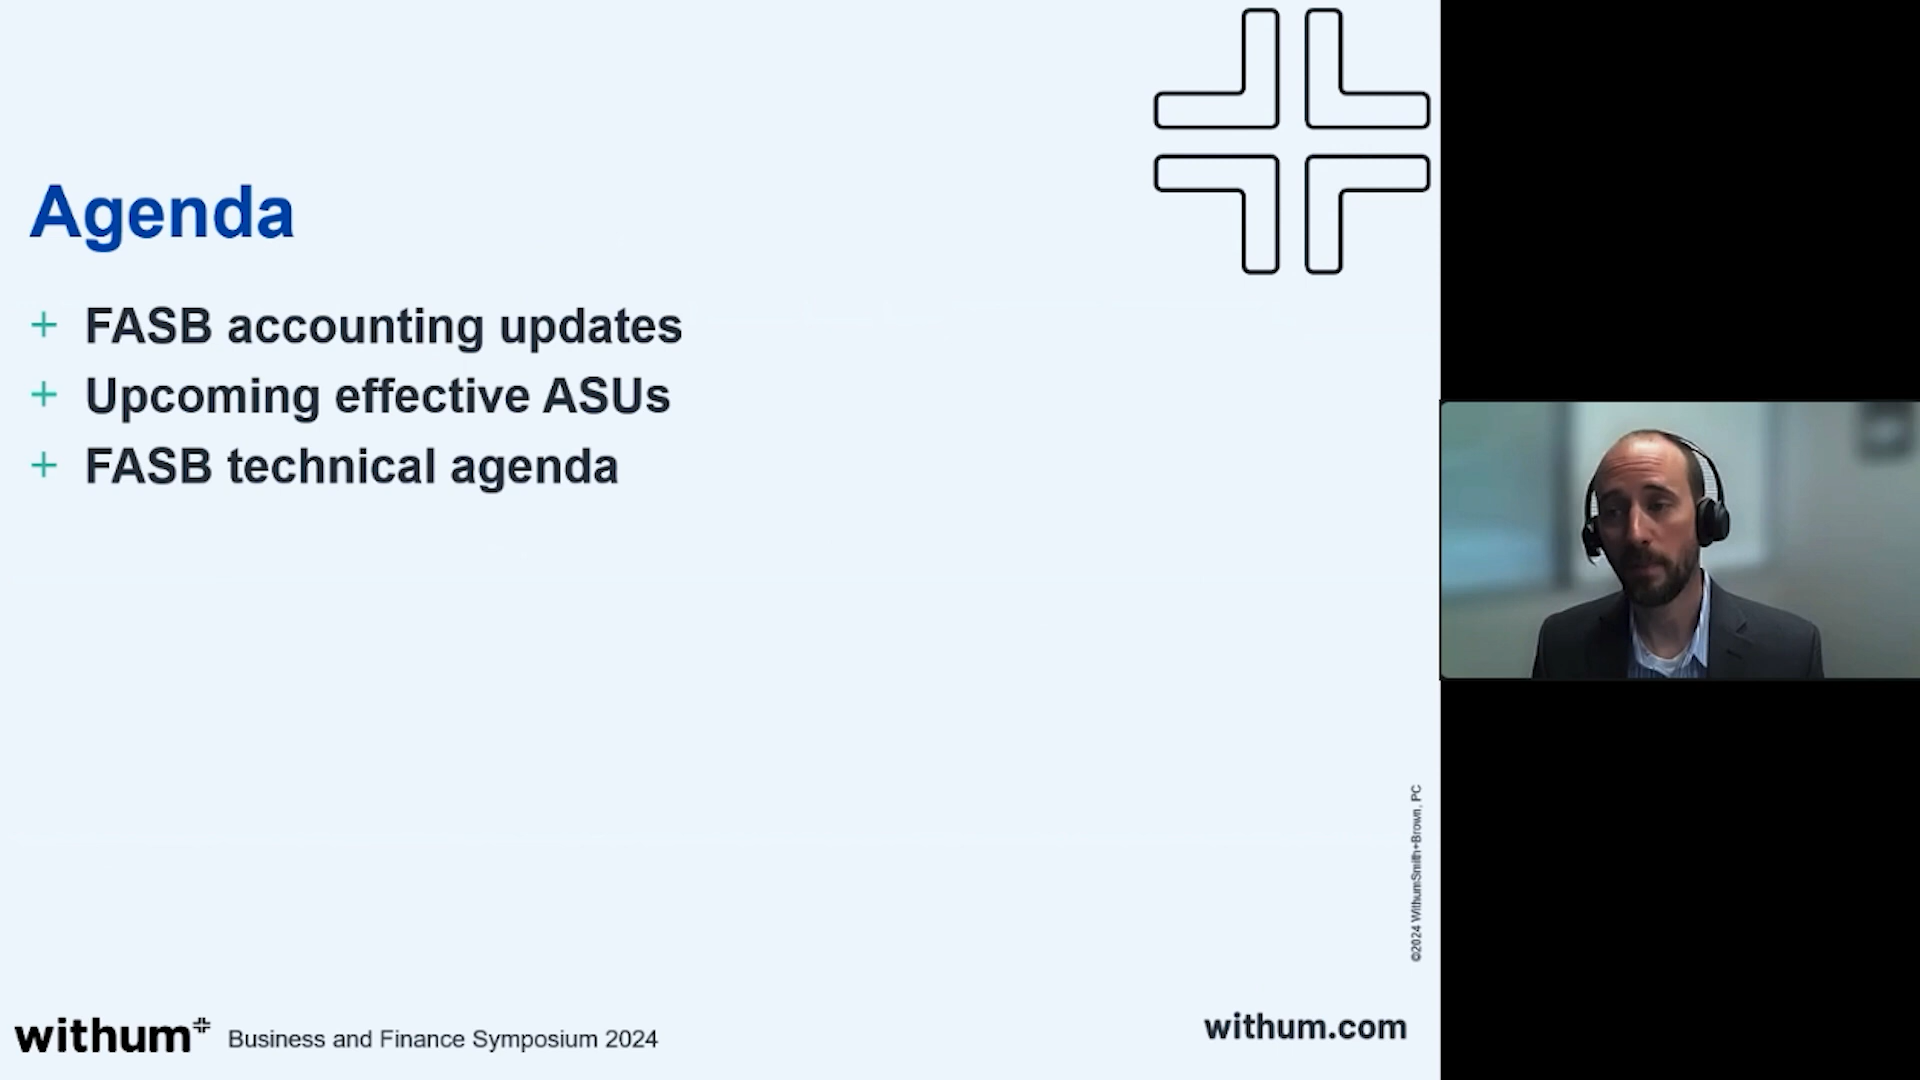 Agenda
+ FASB accounting updates
+ Upcoming effective ASUs
+ FASB technical agenda
©2024 WithumSmith+Brown, PC
withum
Business and Finance Symposium 2024
withum.com